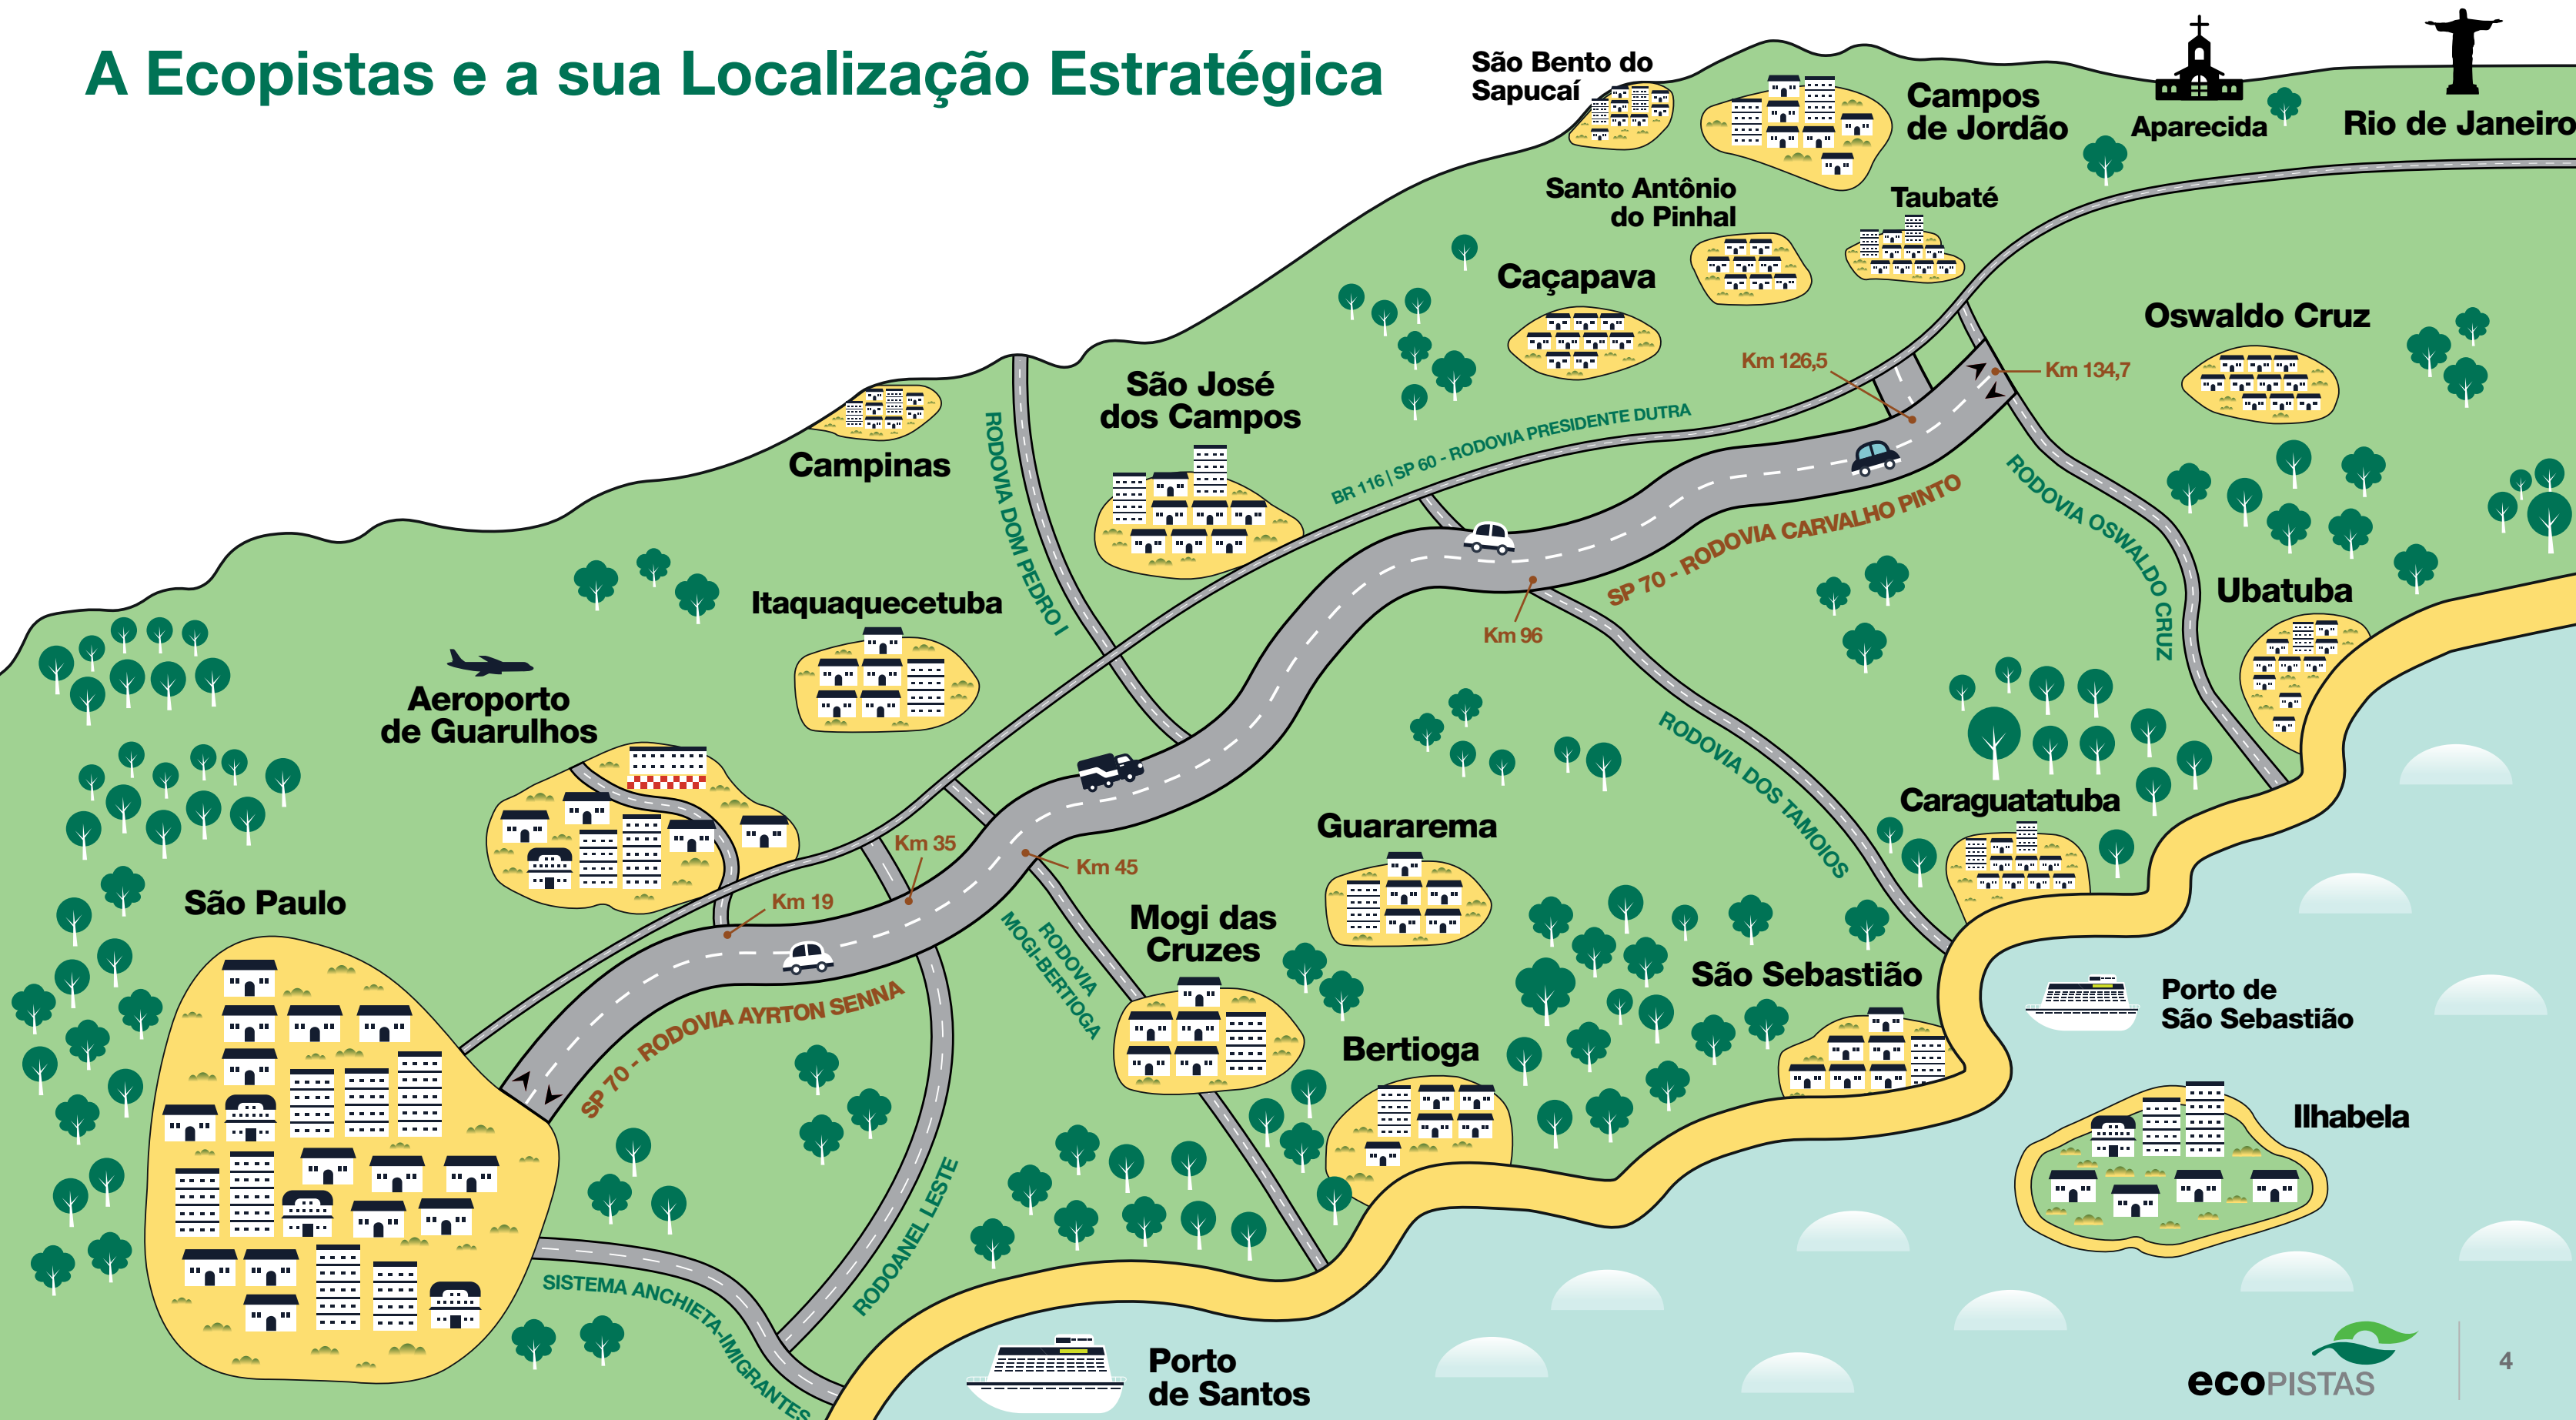 A Ecopistas e a sua Localização Estratégica
São Bento do
Sapucaí
Campos
de Jordão
Aparecida
Rio de Janeiro
Santo Antônio
do Pinhal
Taubaté
Caçapava
Oswaldo Cruz
Km 126,5
Km 134,7
São José
dos Campos
Campinas
RODOVIA DOM PEDRO I
BR 116 | SP 60 - RODOVIA PRESIDENTE DUTRA
SP 70 - RODOVIA CARVALHO PINTO
RODOVIA OSWALDO CRUZ
Ubatuba
Itaquaquecetuba
Km 96
Aeroporto
de Guarulhos
RODOVIA DOS TAMOIOS
Caraguatatuba
Guararema
Km 35
Km 45
Km 19
São Paulo
Mogi das
Cruzes
RODOVIA
MOGI-BERTIOGA
São Sebastião
Porto de
São Sebastião
SP 70 - RODOVIA AYRTON SENNA
Bertioga
Ilhabela
RODOANEL LESTE
SISTEMA ANCHIETA-IMIGRANTES
Porto
de Santos
ecoPISTAS
4